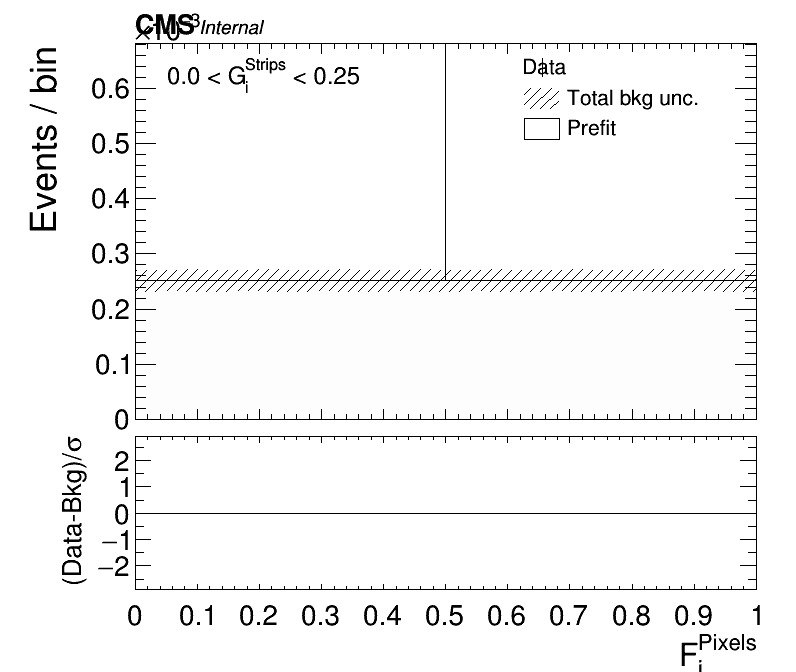 CMS Internal
×10⁻³
Events / bin
0.0 < G_i^Strips < 0.25
Data
Total bkg unc.
Prefit
0.6
0.5
0.4
0.3
0.2
0.1
0
(Data-Bkg)/σ
2
1
0
−1
−2
0 0.1 0.2 0.3 0.4 0.5 0.6 0.7 0.8 0.9 1
F_i^Pixels